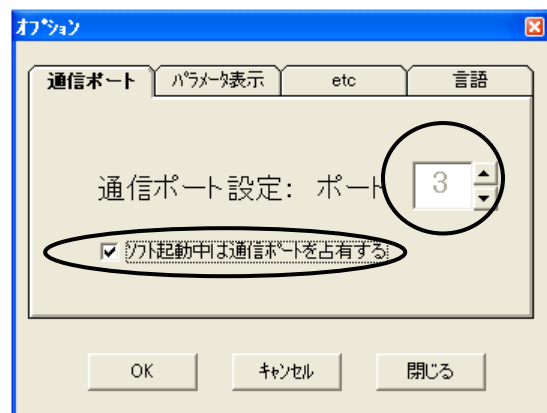 オプション
通信ポート ﾊﾟﾗﾒｰﾀ表示 etc 言語
通信ポート設定: ポート 3
ｿﾌﾄ起動中は通信ﾎﾟｰﾄを占有する
OK ｷｬﾝｾﾙ 閉じる